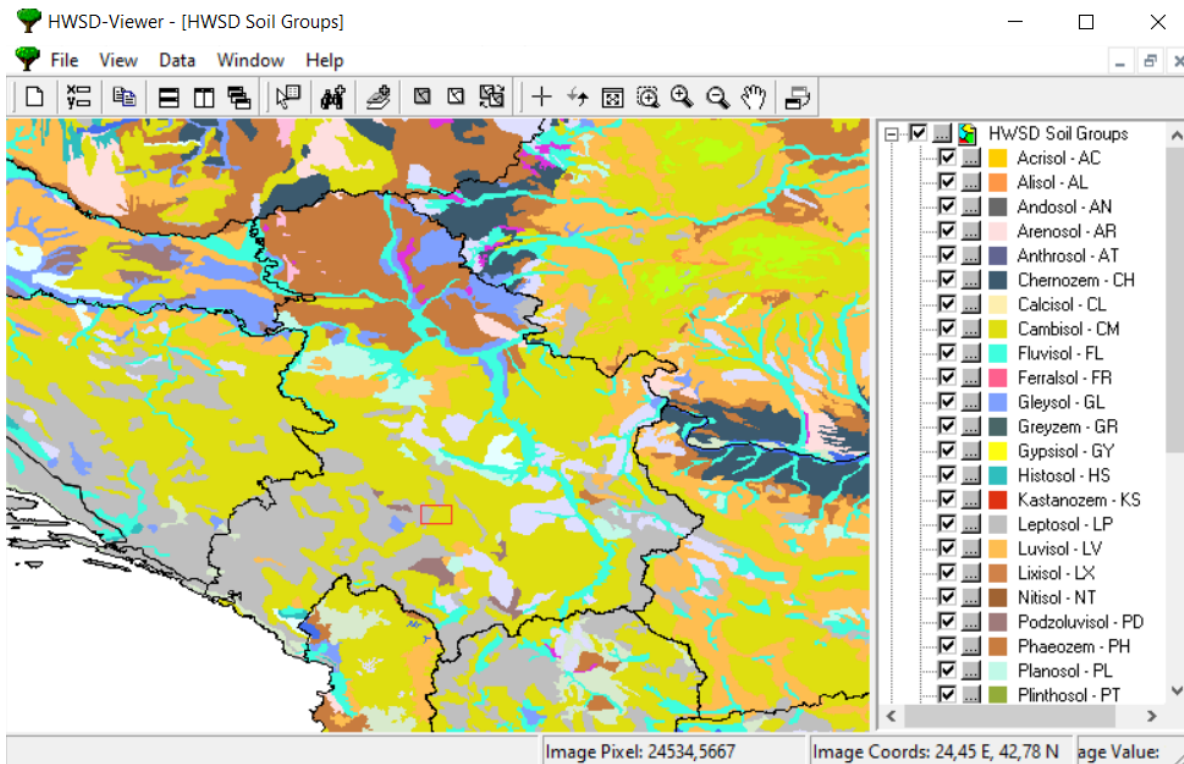 HWSD-Viewer - [HWSD Soil Groups]
File View Data Window Help
HWSD Soil Groups
Acrisol - AC
Alisol - AL
Andosol - AN
Arenosol - AR
Anthrosol - AT
Chernozem - CH
Calcisol - CL
Cambisol - CM
Fluvisol - FL
Ferralsol - FR
Gleysol - GL
Greyzem - GR
Gypsisol - GY
Histosol - HS
Kastanozem - KS
Leptosol - LP
Luvisol - LV
Lixisol - LX
Nitisol - NT
Podzoluvisol - PD
Phaeozem - PH
Planosol - PL
Plinthosol - PT
Image Pixel: 24534,5667 Image Coords: 24,45 E, 42,78 N age Value: